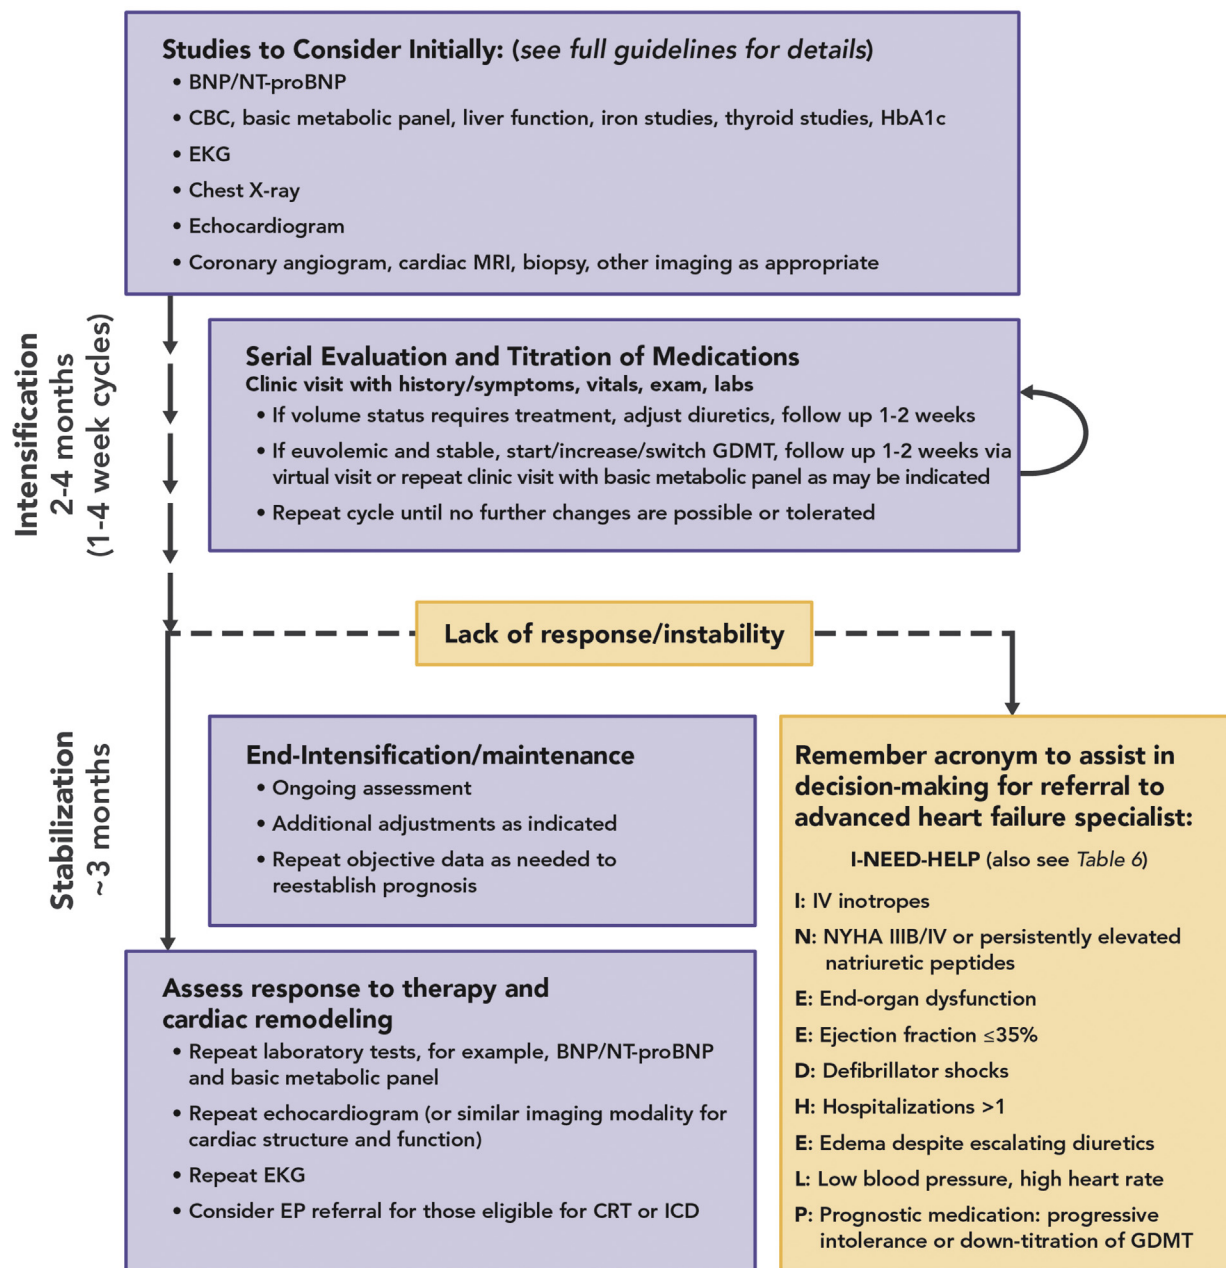 Studies to Consider Initially: (see full guidelines for details)
• BNP/NT-proBNP
• CBC, basic metabolic panel, liver function, iron studies, thyroid studies, HbA1c
• EKG
• Chest X-ray
• Echocardiogram
• Coronary angiogram, cardiac MRI, biopsy, other imaging as appropriate
Intensification
2-4 months
(1-4 week cycles)
Serial Evaluation and Titration of Medications
Clinic visit with history/symptoms, vitals, exam, labs
• If volume status requires treatment, adjust diuretics, follow up 1-2 weeks
• If euvolemic and stable, start/increase/switch GDMT, follow up 1-2 weeks via
virtual visit or repeat clinic visit with basic metabolic panel as may be indicated
• Repeat cycle until no further changes are possible or tolerated
Lack of response/instability
Stabilization
~3 months
End-Intensification/maintenance
• Ongoing assessment
• Additional adjustments as indicated
• Repeat objective data as needed to
reestablish prognosis
Assess response to therapy and
cardiac remodeling
• Repeat laboratory tests, for example, BNP/NT-proBNP
and basic metabolic panel
• Repeat echocardiogram (or similar imaging modality for
cardiac structure and function)
• Repeat EKG
• Consider EP referral for those eligible for CRT or ICD
Remember acronym to assist in
decision-making for referral to
advanced heart failure specialist:
I-NEED-HELP (also see Table 6)
I: IV inotropes
N: NYHA IIIB/IV or persistently elevated
natriuretic peptides
E: End-organ dysfunction
E: Ejection fraction ≤35%
D: Defibrillator shocks
H: Hospitalizations >1
E: Edema despite escalating diuretics
L: Low blood pressure, high heart rate
P: Prognostic medication: progressive
intolerance or down-titration of GDMT